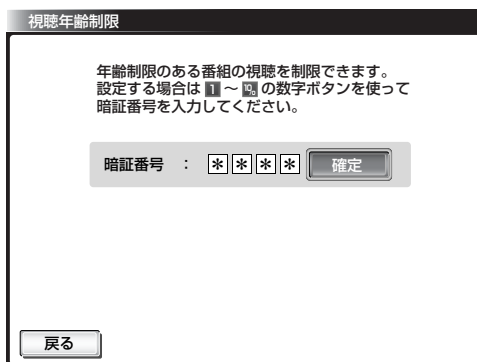 視聴年齢制限
年齢制限のある番組の視聴を制限できます。
設定する場合は 1 ～ 10 の数字ボタンを使って
暗証番号を入力してください。
暗証番号 ： * * * * 確定
戻る